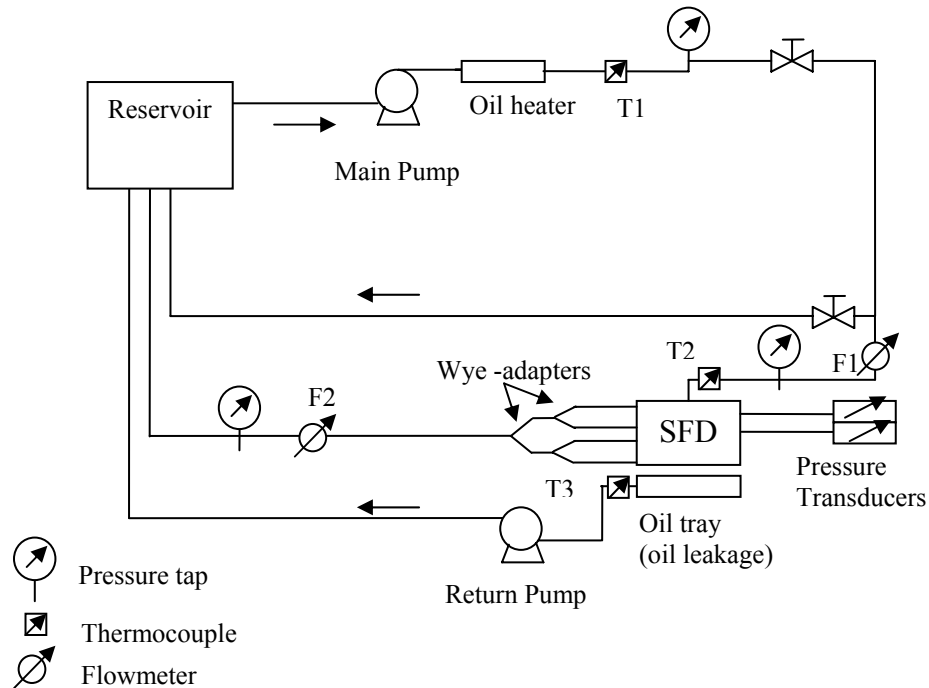 Reservoir
Oil heater
T1
Main Pump
T2
F1
Wye -adapters
F2
SFD
Pressure
Transducers
T3
Oil tray
(oil leakage)
Return Pump
Pressure tap
Thermocouple
Flowmeter